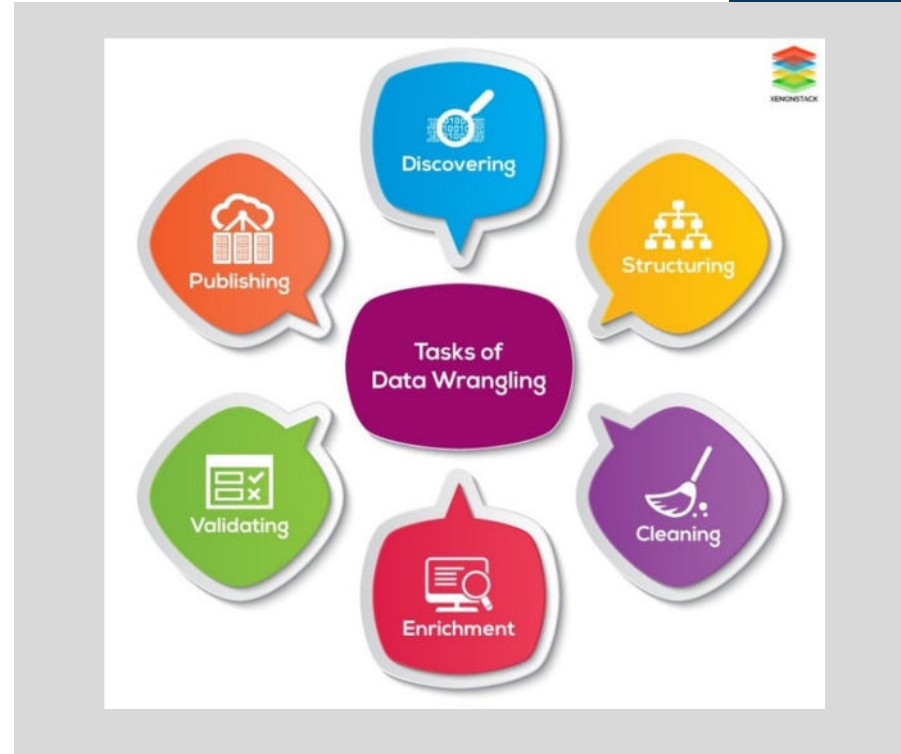 XENONSTACK
Discovering
Structuring
Cleaning
Enrichment
Validating
Publishing
Tasks of
Data Wrangling